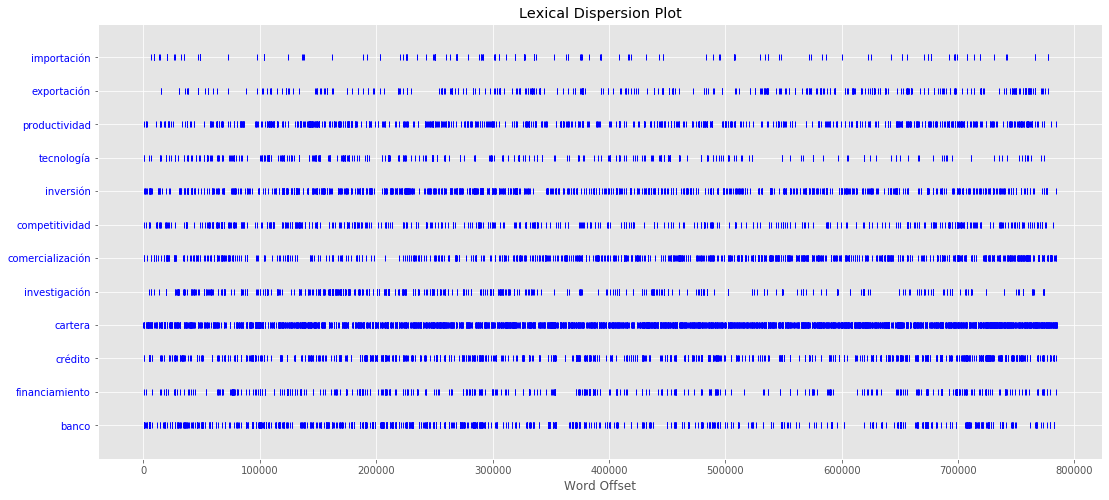 Lexical Dispersion Plot
importación
exportación
productividad
tecnología
inversión
competitividad
comercialización
investigación
cartera
crédito
financiamiento
banco
0 100000 200000 300000 400000 500000 600000 700000 800000
Word Offset